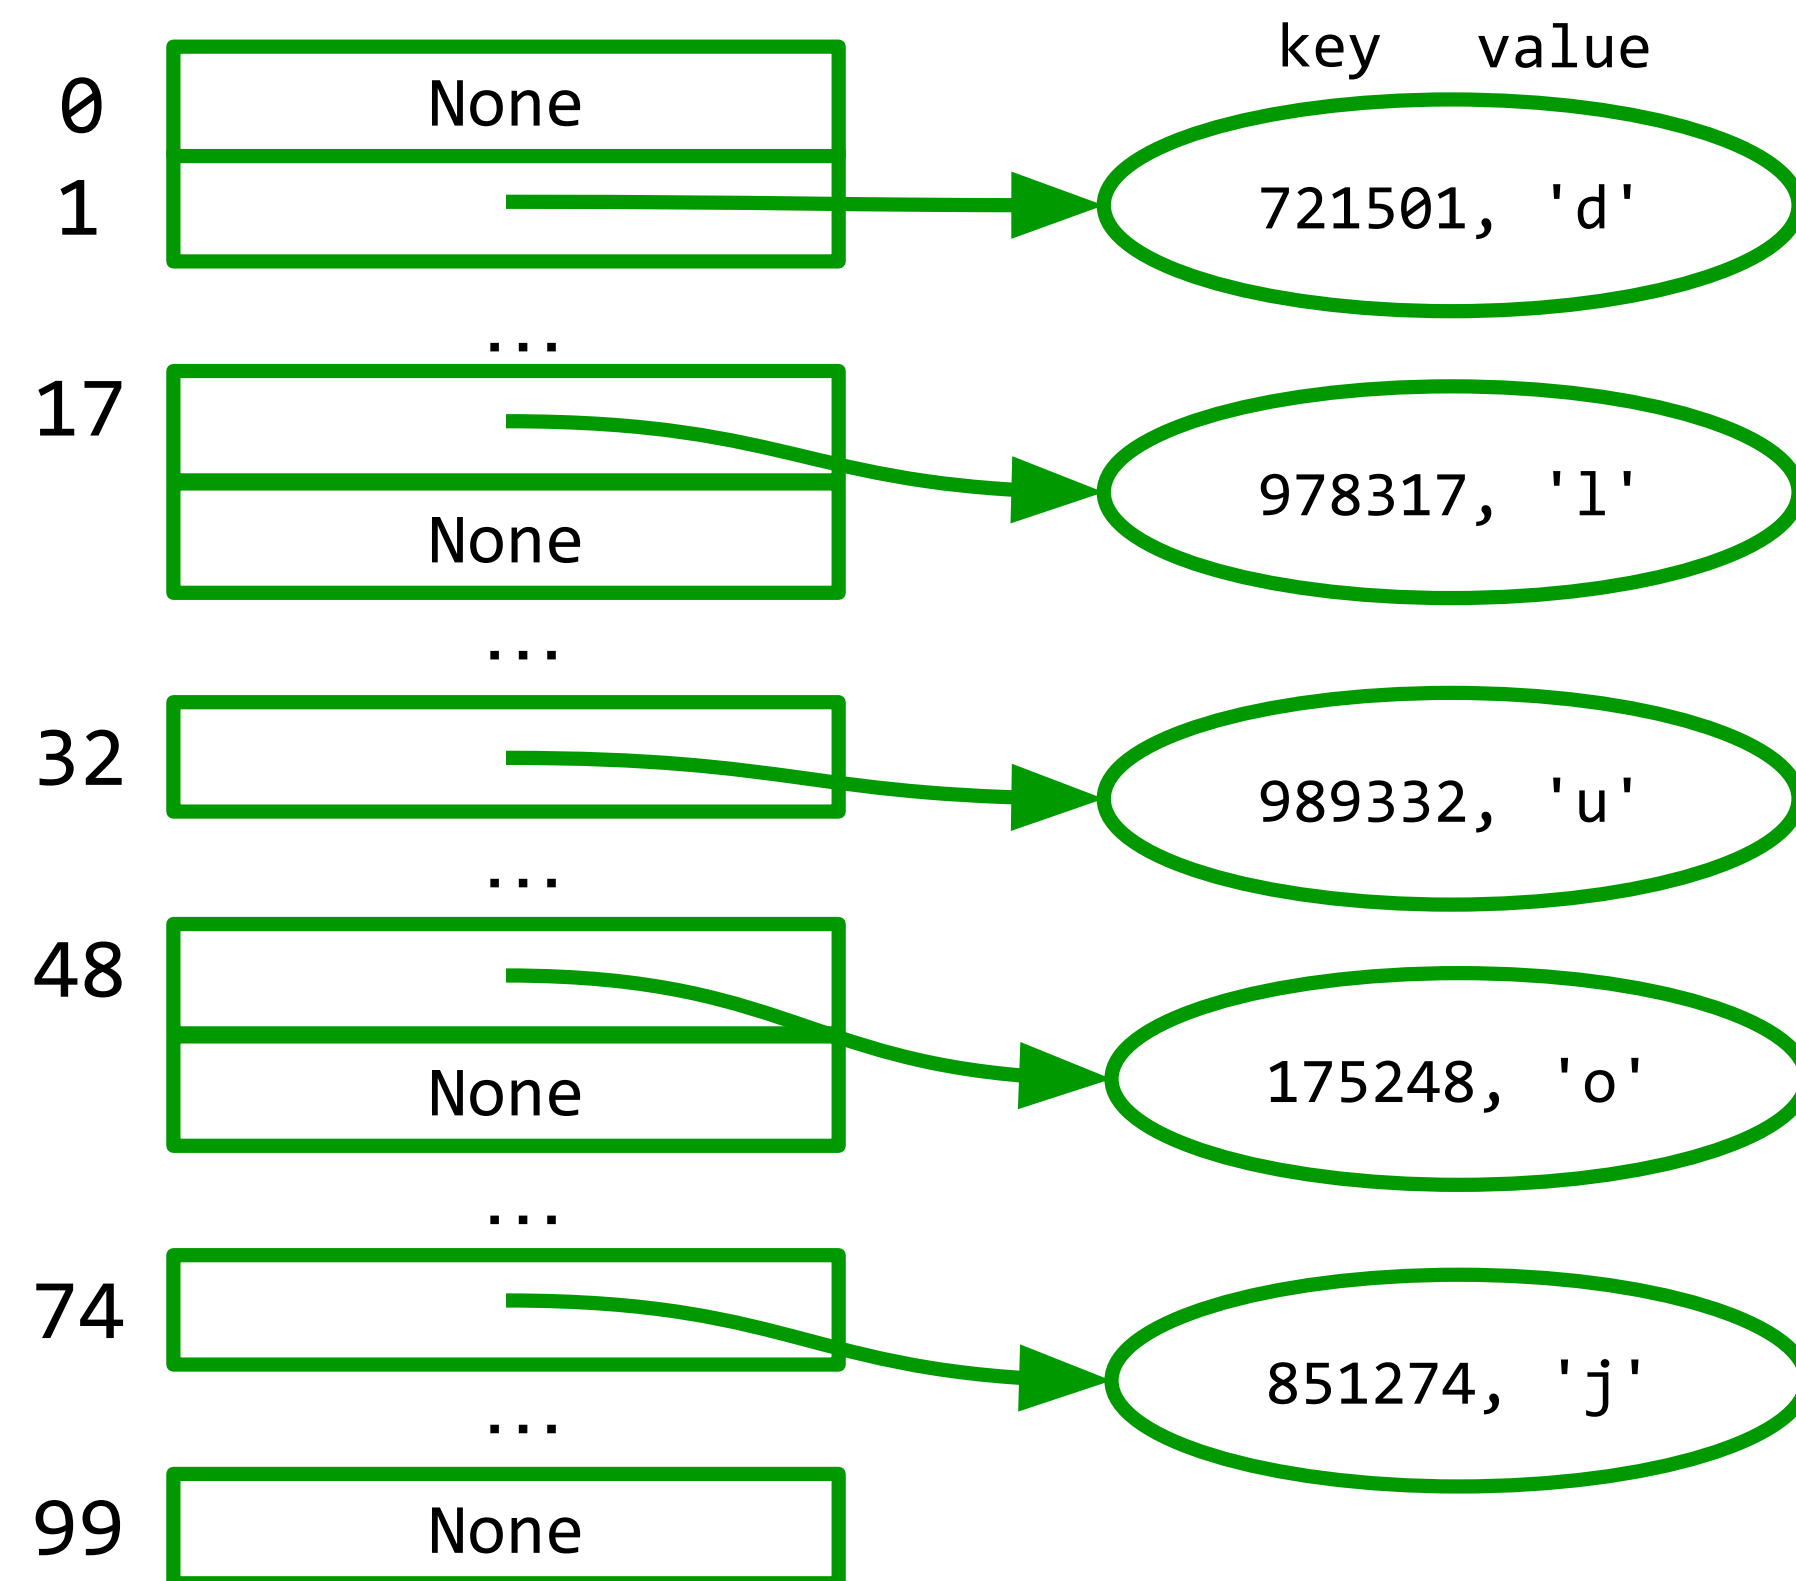 key value
0 None
1 721501, 'd'
...
17 978317, 'l'
None
...
32 989332, 'u'
...
48 175248, 'o'
None
...
74 851274, 'j'
...
99 None